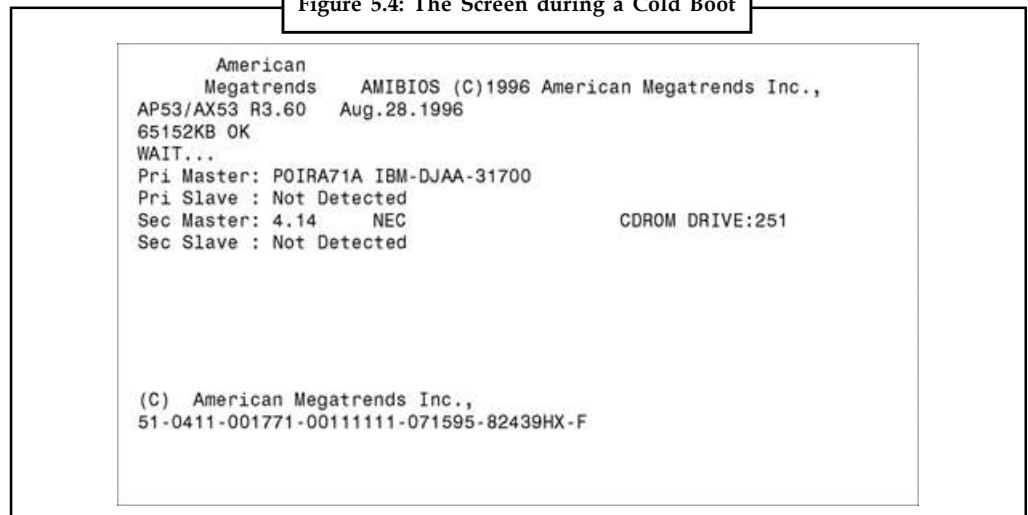 Figure 5.4: The Screen during a Cold Boot
American
Megatrends AMIBIOS (C)1996 American Megatrends Inc.,
AP53/AX53 R3.60 Aug.28.1996
65152KB OK
WAIT...
Pri Master: POIRA71A IBM-DJAA-31700
Pri Slave : Not Detected
Sec Master: 4.14 NEC CDROM DRIVE:251
Sec Slave : Not Detected
(C) American Megatrends Inc.,
51-0411-001771-00111111-071595-82439HX-F